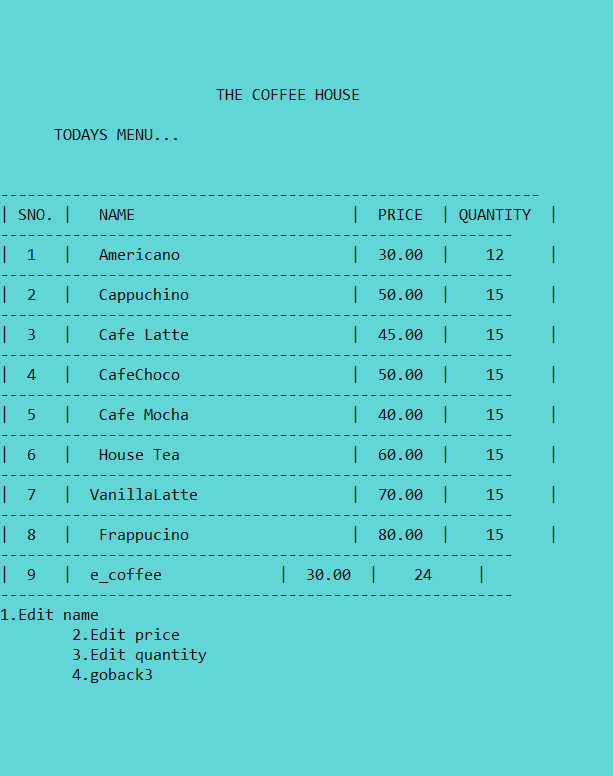 THE COFFEE HOUSE
TODAYS MENU...
------------------------------------------------------------
| SNO. |   NAME                        |  PRICE  | QUANTITY  |
---------------------------------------------------------
|  1   |   Americano                   |  30.00  |    12     |
---------------------------------------------------------
|  2   |   Cappuchino                  |  50.00  |    15     |
---------------------------------------------------------
|  3   |   Cafe Latte                  |  45.00  |    15     |
---------------------------------------------------------
|  4   |   CafeChoco                   |  50.00  |    15     |
---------------------------------------------------------
|  5   |   Cafe Mocha                  |  40.00  |    15     |
---------------------------------------------------------
|  6   |   House Tea                   |  60.00  |    15     |
---------------------------------------------------------
|  7   |  VanillaLatte                 |  70.00  |    15     |
---------------------------------------------------------
|  8   |   Frappucino                  |  80.00  |    15     |
---------------------------------------------------------
|  9   |  e_coffee             |  30.00  |    24     |
---------------------------------------------------------
1.Edit name
2.Edit price
3.Edit quantity
4.goback3